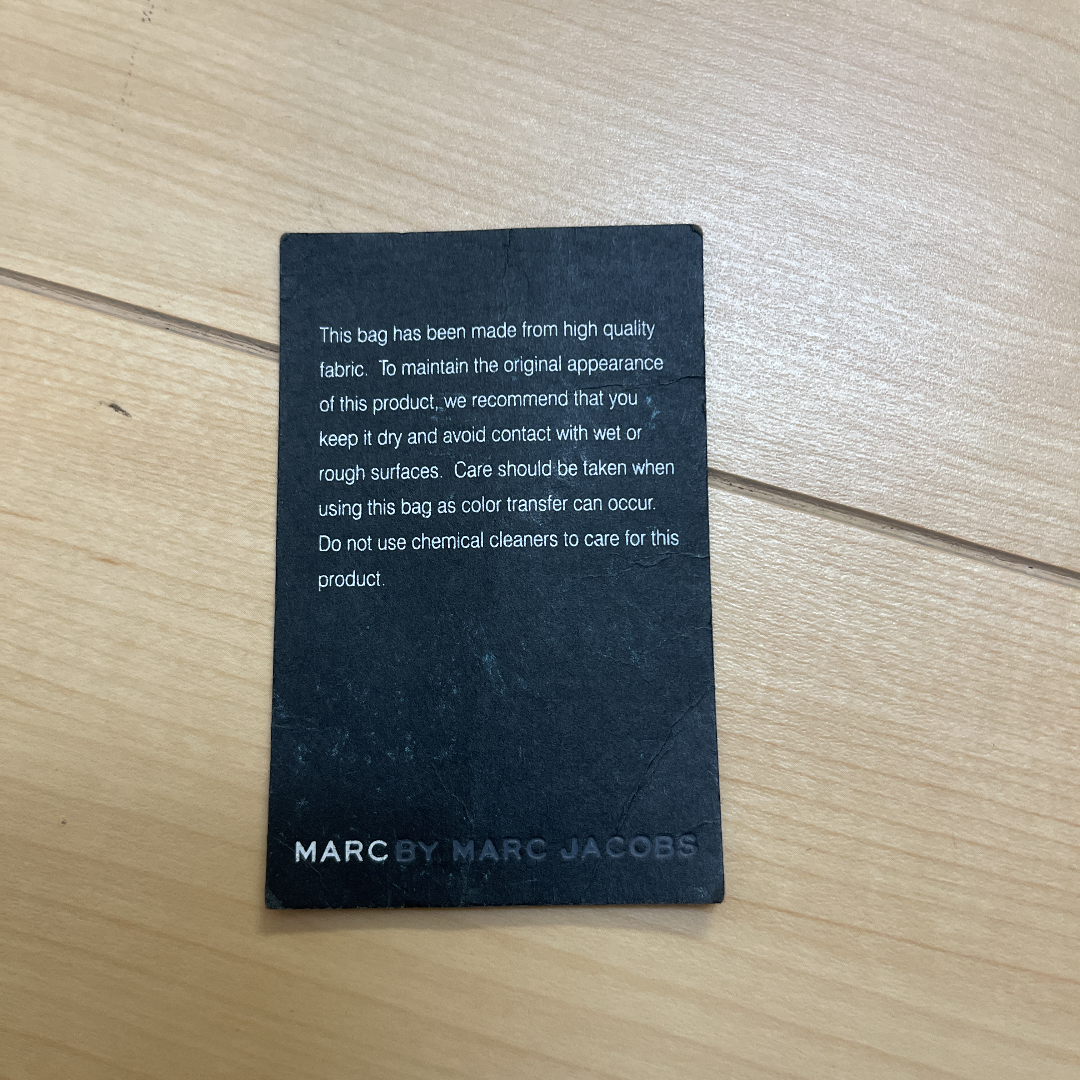 This bag has been made from high quality
fabric.  To maintain the original appearance
of this product, we recommend that you
keep it dry and avoid contact with wet or
rough surfaces.  Care should be taken when
using this bag as color transfer can occur.
Do not use chemical cleaners to care for this
product.
MARC BY MARC JACOBS